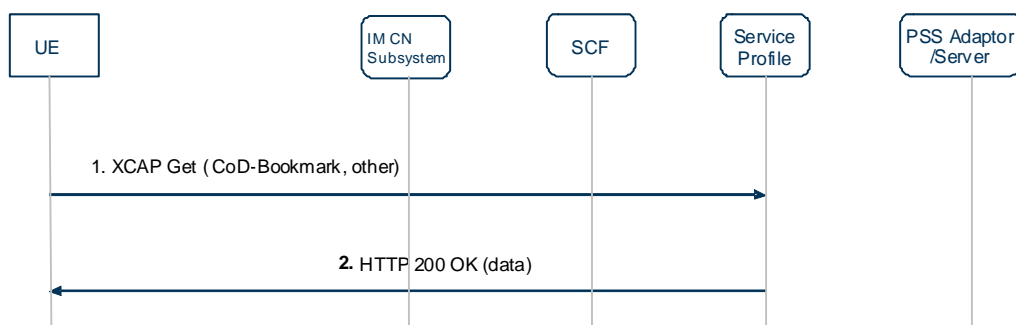 UE
IM CN
Subsystem
SCF
Service
Profile
PSS Adaptor
/Server
1. XCAP Get (CoD-Bookmark, other)
2. HTTP 200 OK (data)